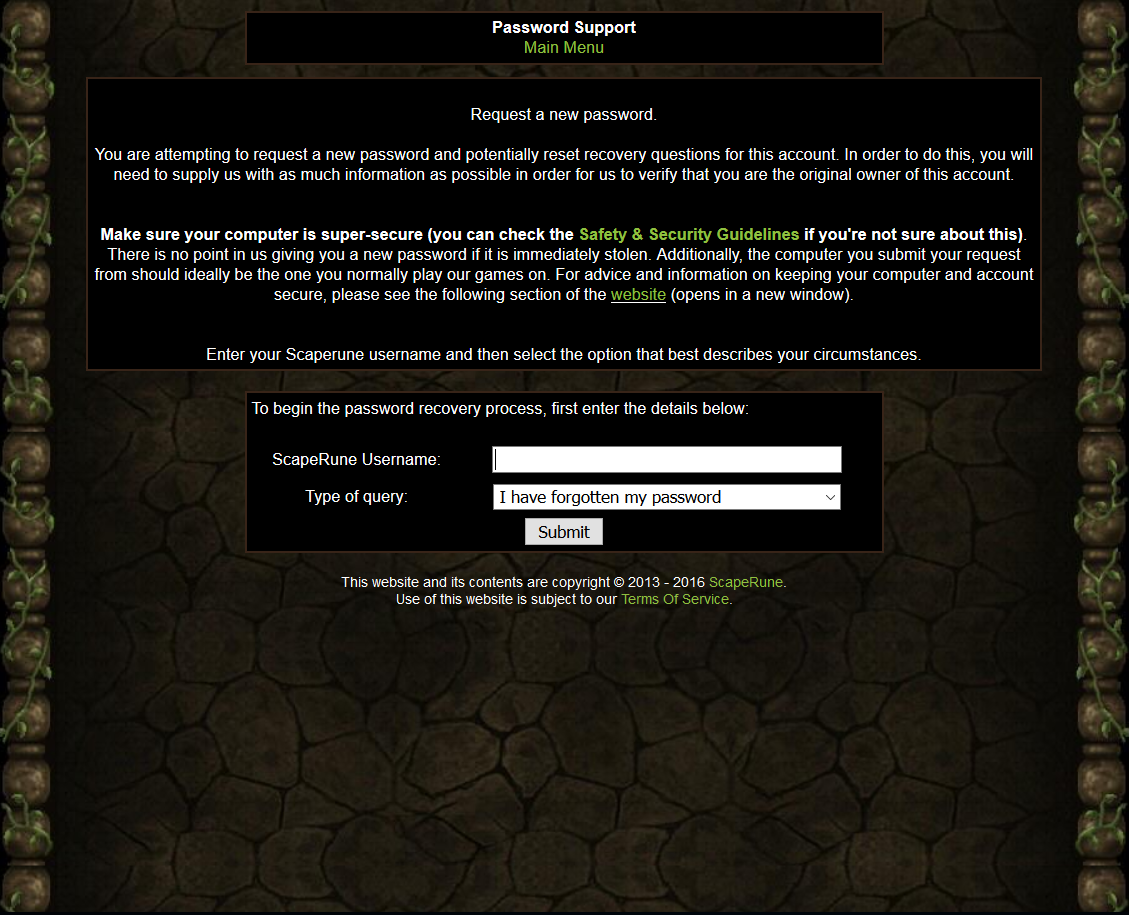 Password Support
Main Menu
Request a new password.
You are attempting to request a new password and potentially reset recovery questions for this account. In order to do this, you will
need to supply us with as much information as possible in order for us to verify that you are the original owner of this account.
Make sure your computer is super-secure (you can check the Safety & Security Guidelines if you're not sure about this).
There is no point in us giving you a new password if it is immediately stolen. Additionally, the computer you submit your request
from should ideally be the one you normally play our games on. For advice and information on keeping your computer and account
secure, please see the following section of the website (opens in a new window).
Enter your Scaperune username and then select the option that best describes your circumstances.
To begin the password recovery process, first enter the details below:
ScapeRune Username:
Type of query: I have forgotten my password
Submit
This website and its contents are copyright © 2013 - 2016 ScapeRune.
Use of this website is subject to our Terms Of Service.